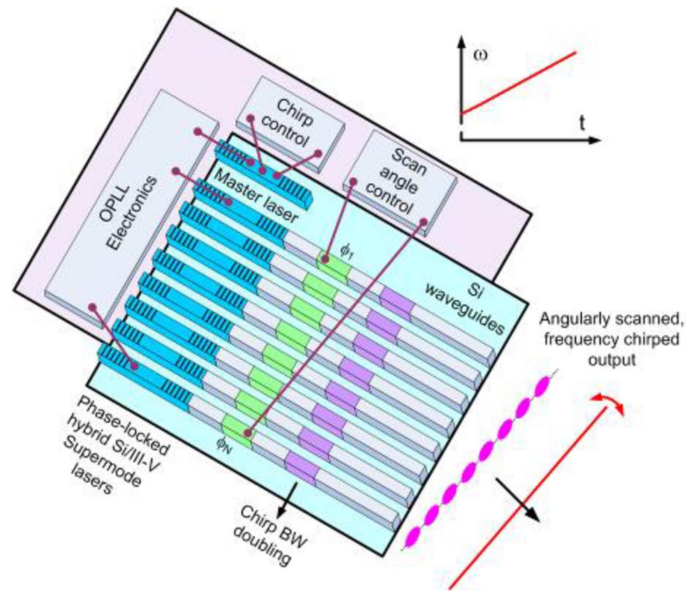 ω
t
Chirp
control
Scan
angle
control
OPLL
Electronics
Master laser
ϕ1
Si
waveguides
Angularly scanned,
frequency chirped
output
Phase-locked
hybrid Si/III-V
Supermode
lasers
ϕN
Chirp BW
doubling